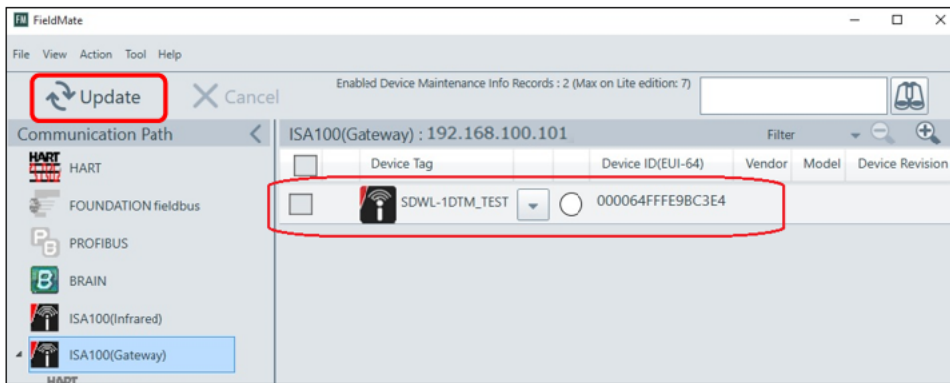 FM FieldMate
File View Action Tool Help
Update
Cancel
Enabled Device Maintenance Info Records : 2 (Max on Lite edition: 7)
Communication Path
ISA100(Gateway) : 192.168.100.101
Filter
Device Tag
Device ID(EUI-64)
Vendor
Model
Device Revision
SDWL-1DTM_TEST
000064FFFE9BC3E4
HART
HART
FOUNDATION fieldbus
PROFIBUS
B BRAIN
ISA100(Infrared)
ISA100(Gateway)
HART